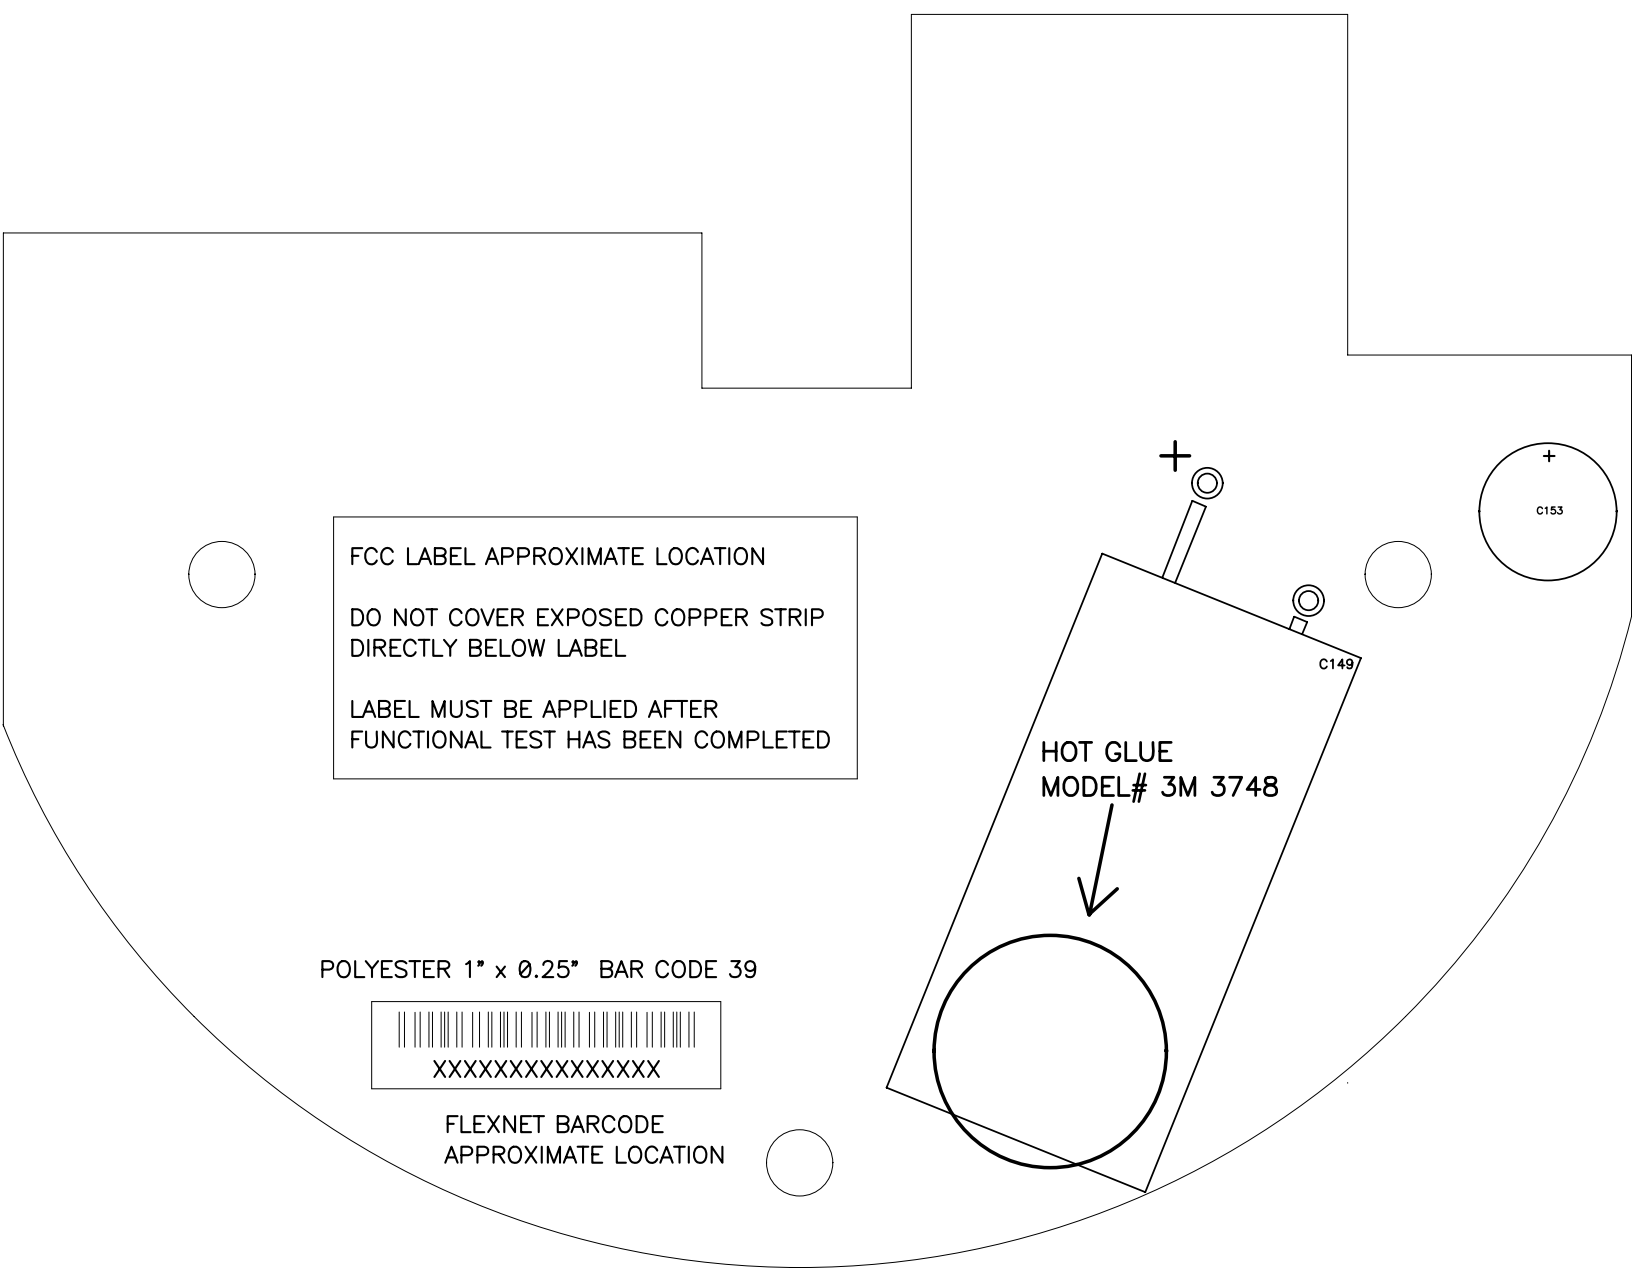 +
+
C153
FCC LABEL APPROXIMATE LOCATION
DO NOT COVER EXPOSED COPPER STRIP
DIRECTLY BELOW LABEL
LABEL MUST BE APPLIED AFTER
FUNCTIONAL TEST HAS BEEN COMPLETED
C149
HOT GLUE
MODEL# 3M 3748
POLYESTER 1" x 0.25" BAR CODE 39
XXXXXXXXXXXXXXX
FLEXNET BARCODE
APPROXIMATE LOCATION